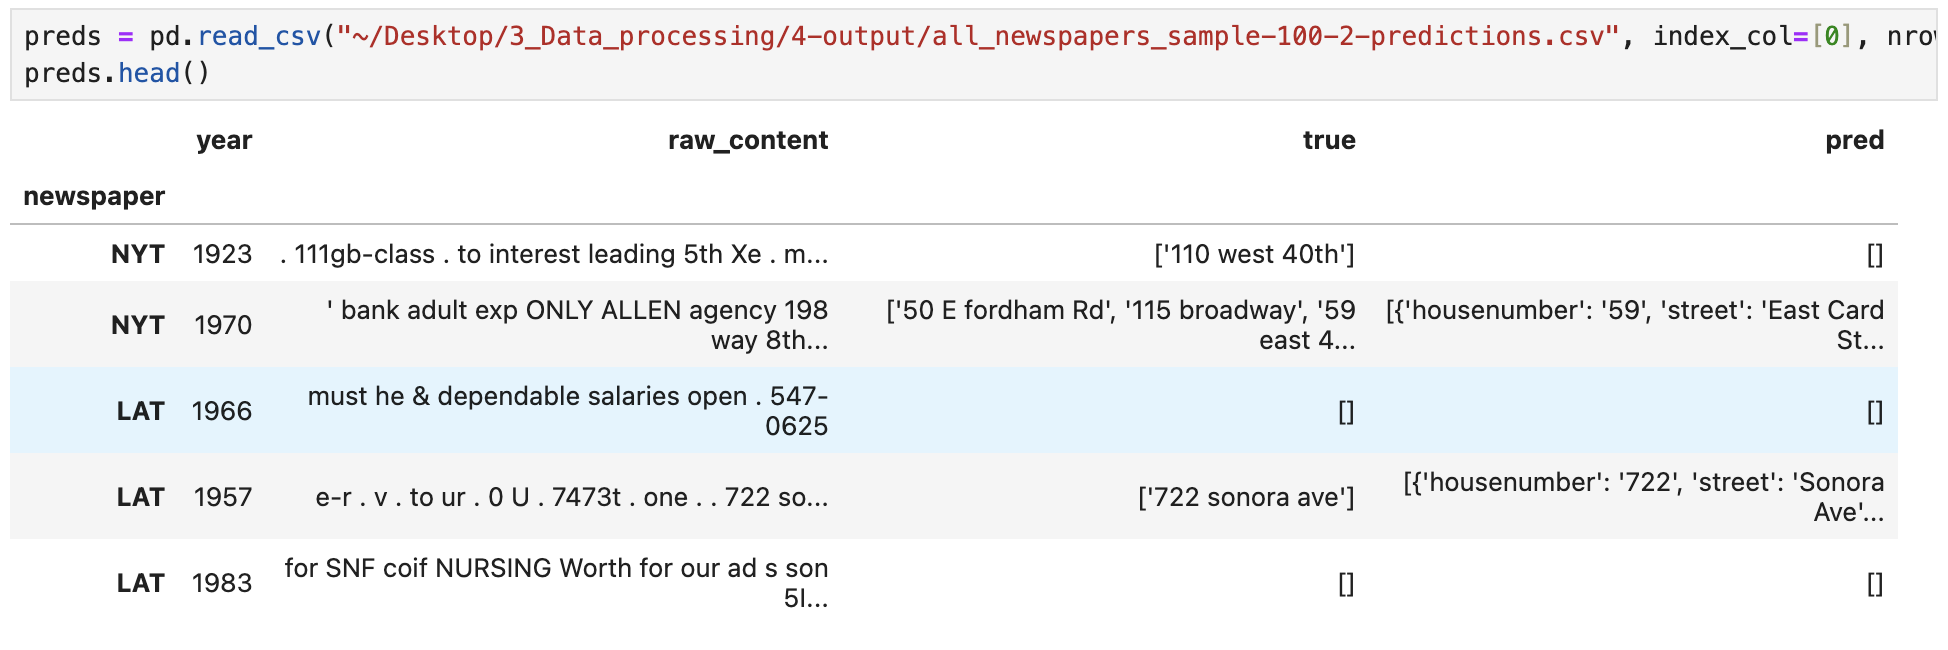 preds = pd.read_csv("~/Desktop/3_Data_processing/4-output/all_newspapers_sample-100-2-predictions.csv", index_col=[0], nro
preds.head()
year raw_content true pred
newspaper
NYT 1923 . 111gb-class . to interest leading 5th Xe . m... ['110 west 40th'] []
NYT 1970 ' bank adult exp ONLY ALLEN agency 198 way 8th... ['50 E fordham Rd', '115 broadway', '59 east 4... [{'housenumber': '59', 'street': 'East Card St...
LAT 1966 must he & dependable salaries open . 547-0625 [] []
LAT 1957 e-r . v . to ur . 0 U . 7473t . one . . 722 so... ['722 sonora ave'] [{'housenumber': '722', 'street': 'Sonora Ave'...
LAT 1983 for SNF coif NURSING Worth for our ad s son 5l... [] []